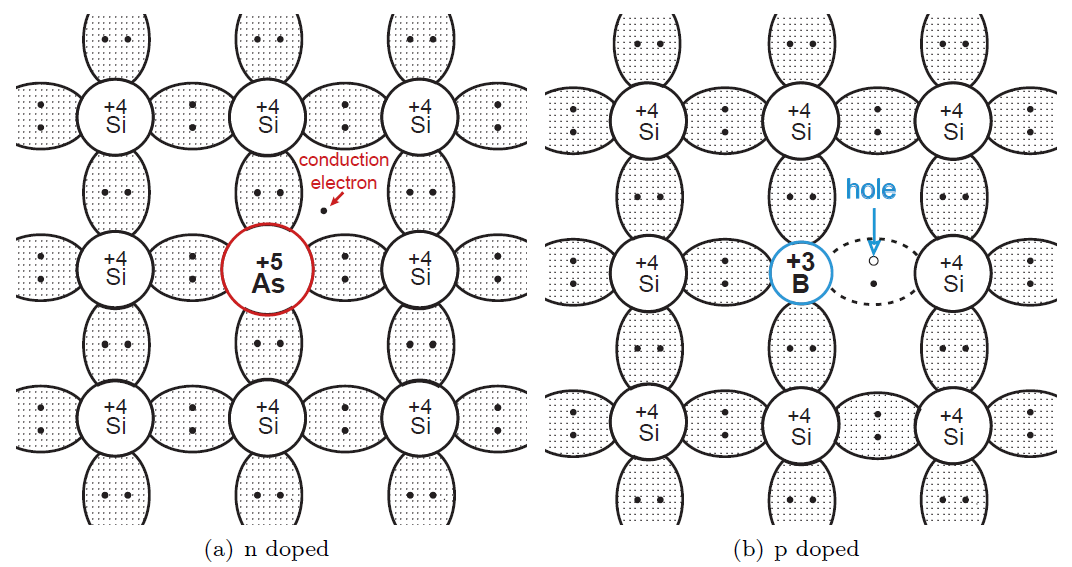 +4
Si
+4
Si
+4
Si
conduction
electron
+4
Si
+5
As
+4
Si
+4
Si
+4
Si
+4
Si
(a) n doped
+4
Si
+4
Si
+4
Si
hole
+4
Si
+3
B
+4
Si
+4
Si
+4
Si
+4
Si
(b) p doped